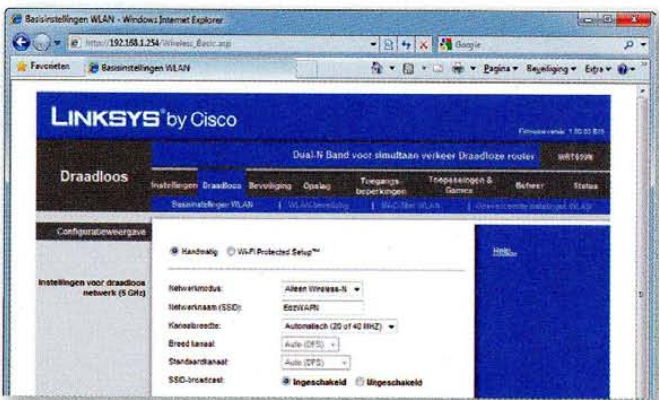 Basisinstellingen WLAN - Windows Internet Explorer
http://192.168.1.254/Wireless_Basic.asp
Google
Favorieten
Basisinstellingen WLAN
Pagina
Beveiliging
Extra
LINKSYS® by Cisco
Dual-N Band voor simultaan verkeer Draadloze router
Draadloos
Instellingen
Draadloos
Beveiliging
Opslag
Toegangs-
beperkingen
Toepassingen &
Games
Beheer
Status
Basisinstellingen WLAN
| WLAN-beveiliging
Configuratieweergave
Handmatig
Wi-Fi Protected Setup™
Help...
Instellingen voor draadloos
netwerk (5 GHz)
Netwerkmodus:
Alleen Wireless-N
Netwerknaam (SSID):
Kanaalbreedte:
Automatisch (20 of 40 MHZ)
Breed kanaal:
Auto (DFS)
Standaardkanaal:
Auto (DFS)
SSID-broadcast:
Ingeschakeld
Uitgeschakeld